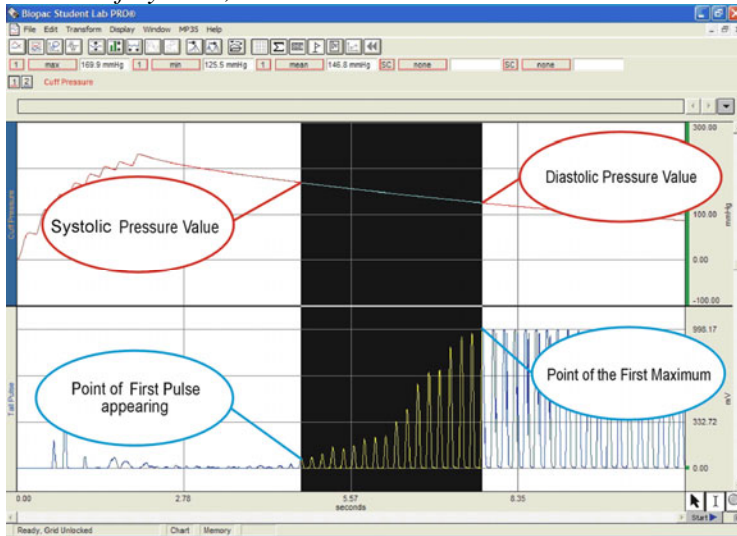 Biopac Student Lab PRO®
File Edit Transform Display Window MP35 Help
1 max 169.9 mmHg 1 min 125.5 mmHg 1 mean 146.8 mmHg SC none SC none
1 2 Cuff Pressure
Cuff Pressure
300.00
100.00
0.00
-100.00
mmHg
Systolic Pressure Value
Diastolic Pressure Value
Tail Pulse
998.17
332.72
0.00
mV
Point of First Pulse
appearing
Point of the First Maximum
0.00 2.78 5.57 8.35
seconds
Start
Ready, Grid Unlocked Chart Memory